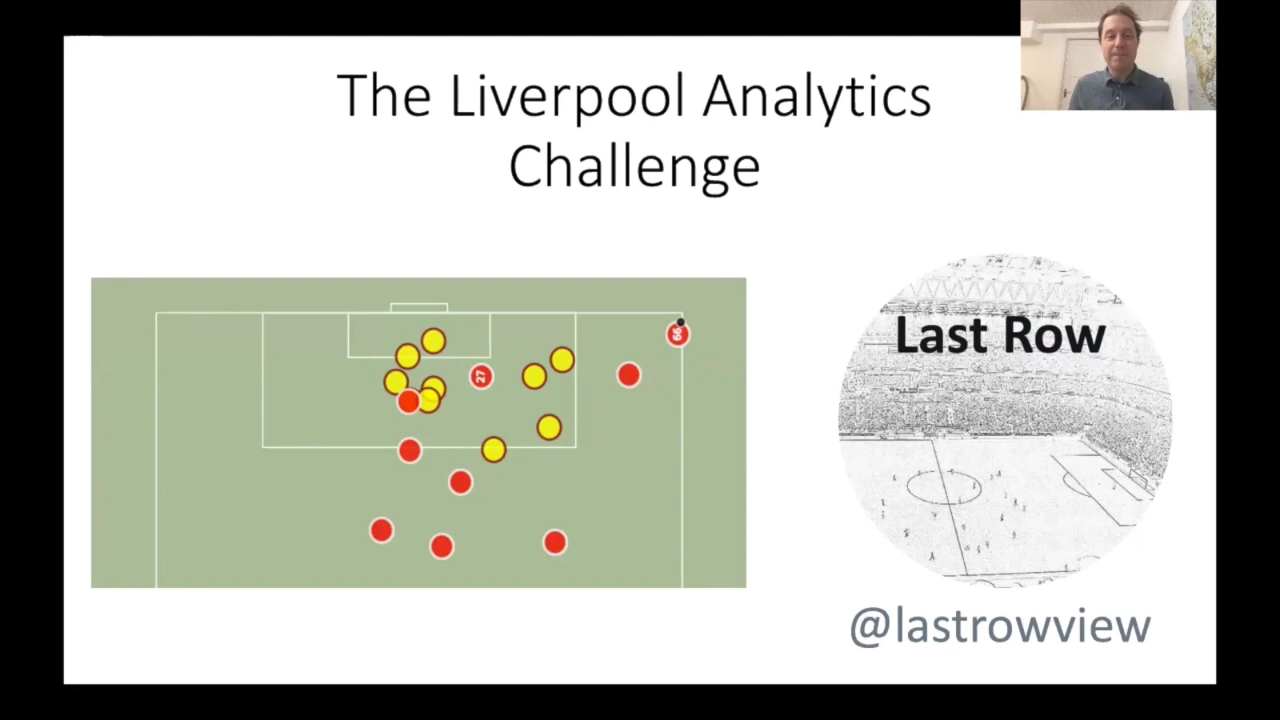 The Liverpool Analytics
Challenge
66
27
Last Row
@lastrowview